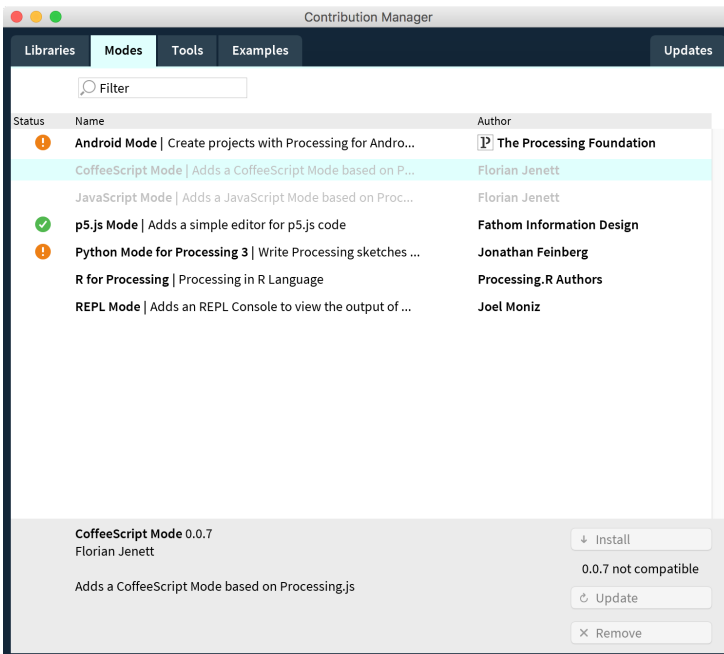 Contribution Manager
Libraries Modes Tools Examples Updates
Filter
Status Name Author
Android Mode | Create projects with Processing for Andro... The Processing Foundation
CoffeeScript Mode | Adds a CoffeeScript Mode based on P... Florian Jenett
JavaScript Mode | Adds a JavaScript Mode based on Proc... Florian Jenett
p5.js Mode | Adds a simple editor for p5.js code Fathom Information Design
Python Mode for Processing 3 | Write Processing sketches ... Jonathan Feinberg
R for Processing | Processing in R Language Processing.R Authors
REPL Mode | Adds an REPL Console to view the output of ... Joel Moniz
CoffeeScript Mode 0.0.7
Florian Jenett
Adds a CoffeeScript Mode based on Processing.js
Install
0.0.7 not compatible
Update
Remove